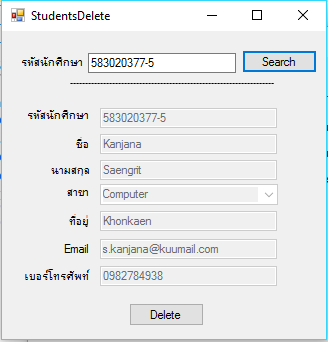 StudentsDelete
รหัสนักศึกษา 583020377-5 Search
รหัสนักศึกษา 583020377-5
ชื่อ Kanjana
นามสกุล Saengrit
สาขา Computer
ที่อยู่ Khonkaen
Email s.kanjana@kuumail.com
เบอร์โทรศัพท์ 0982784938
Delete